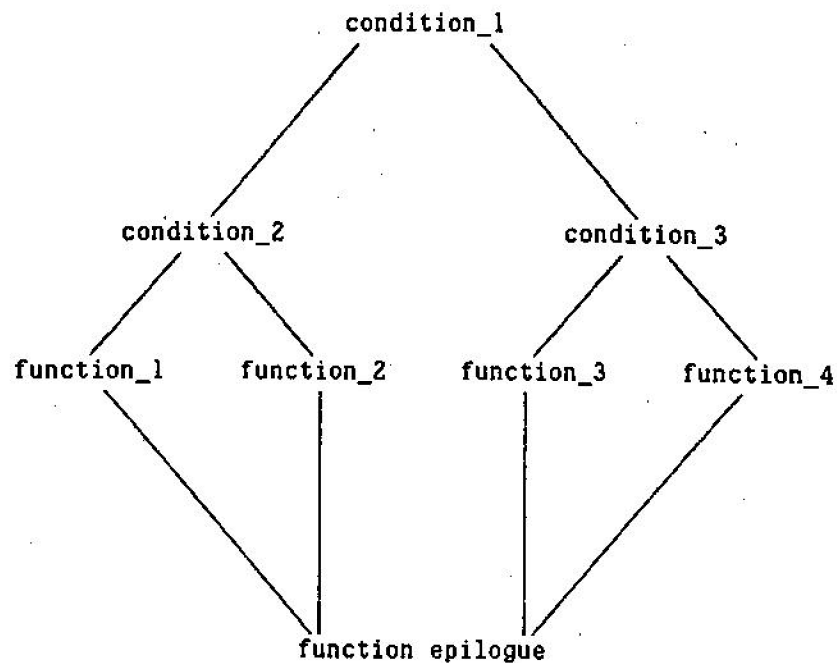 condition_1
condition_2
condition_3
function_1
function_2
function_3
function_4
function epilogue